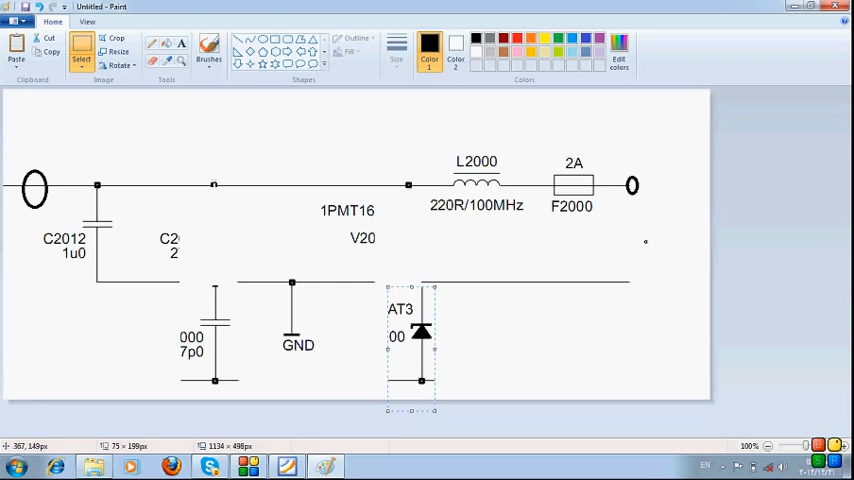 Untitled - Paint
Home
View
Paste
Cut
Copy
Clipboard
Select
Crop
Resize
Rotate
Image
A
Tools
Brushes
Outline
Fill
Shapes
Size
Color
1
Color
2
Edit
colors
Colors
L2000
2A
220R/100MHz
F2000
1PMT16
V20
C2012
1u0
C2
2
000
7p0
GND
AT3
00
367, 149px
75 × 199px
1134 × 498px
100%
EN